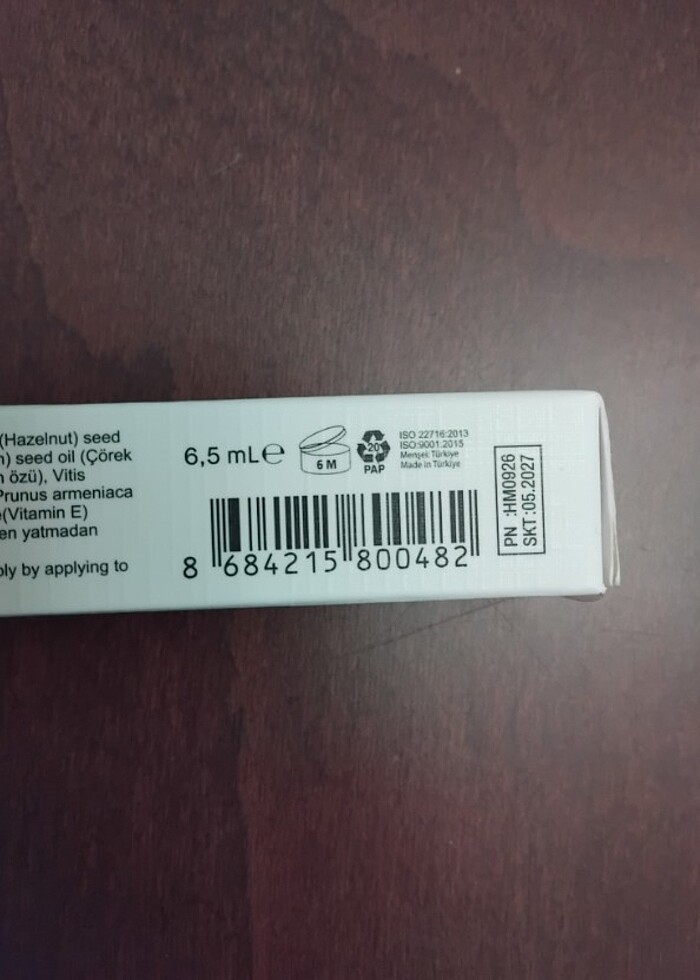 (Hazelnut) seed
) seed oil (Çörek
özü), Vitis
Prunus armeniaca
(Vitamin E)
en yatmadan
ply by applying to
6,5 mL℮
6 M
20
PAP
ISO 22716:2013
ISO:9001:2015
Menşek Türkiye
Made in Türkiye
8 684215 800482
PN :HM0926
SKT:05.2027